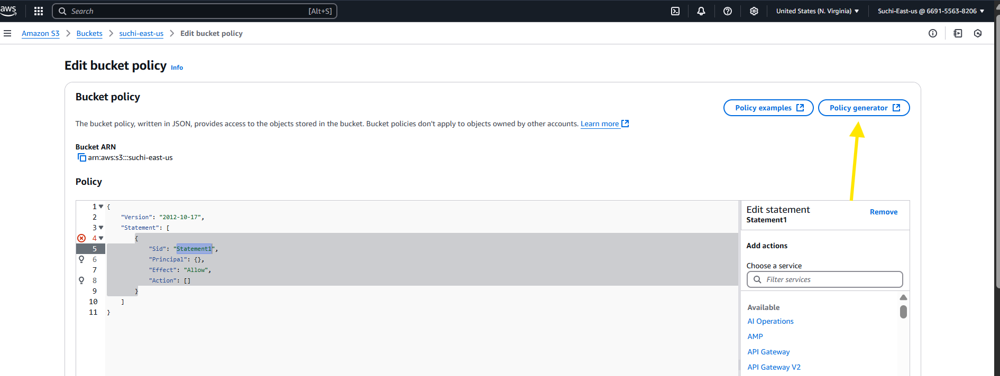 aws
Search [Alt+S]
United States (N. Virginia)
Suchi-East-us @ 6691-5563-8206
Amazon S3 > Buckets > suchi-east-us > Edit bucket policy
Edit bucket policy Info
Bucket policy
Policy examples
Policy generator
The bucket policy, written in JSON, provides access to the objects stored in the bucket. Bucket policies don't apply to objects owned by other accounts. Learn more
Bucket ARN
arn:aws:s3:::suchi-east-us
Policy
1 {
2 "Version": "2012-10-17",
3 "Statement": [
4 {
5 "Sid": "Statement1",
6 "Principal": {},
7 "Effect": "Allow",
8 "Action": []
9 }
10 ]
11 }
Edit statement
Statement1
Remove
Add actions
Choose a service
Filter services
Available
AI Operations
AMP
API Gateway
API Gateway V2